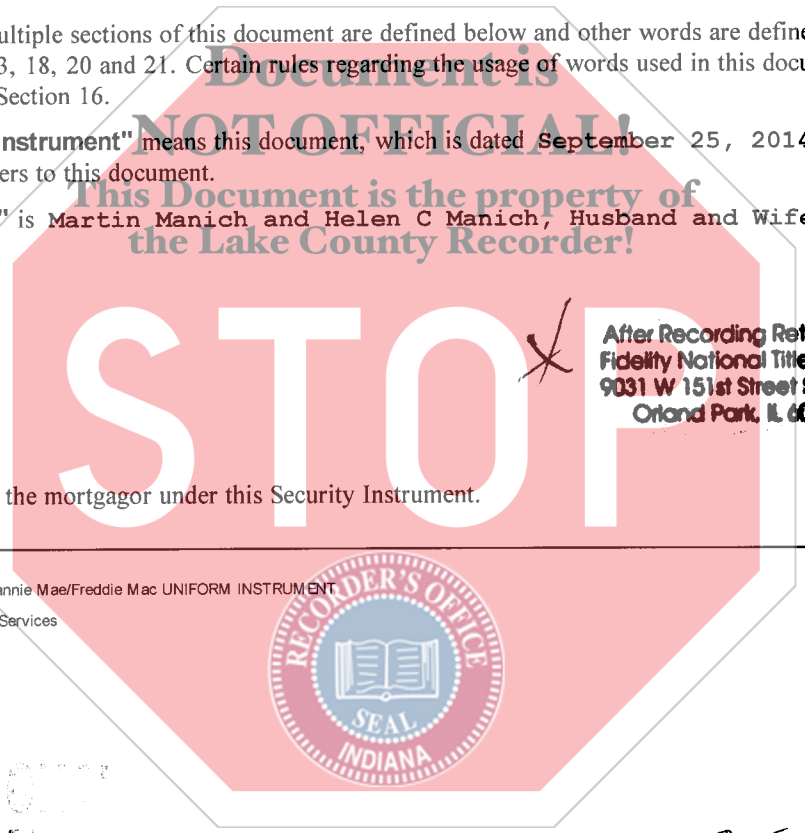 ultiple sections of this document are defined below and other words are define
3, 18, 20 and 21. Certain rules regarding the usage of words used in this docu
Section 16.
Document is
NOT OFFICIAL!
This Document is the property of
the Lake County Recorder!
nstrument" means this document, which is dated September 25, 2014
ers to this document.
" is Martin Manich and Helen C Manich, Husband and Wife
STOP
After Recording Ret
Fidelity National Title
9031 W 151st Street S
Orland Park, IL 60
the mortgagor under this Security Instrument.
annie Mae/Freddie Mac UNIFORM INSTRUMENT
Services
RECORDER'S OFFICE
SEAL
INDIANA